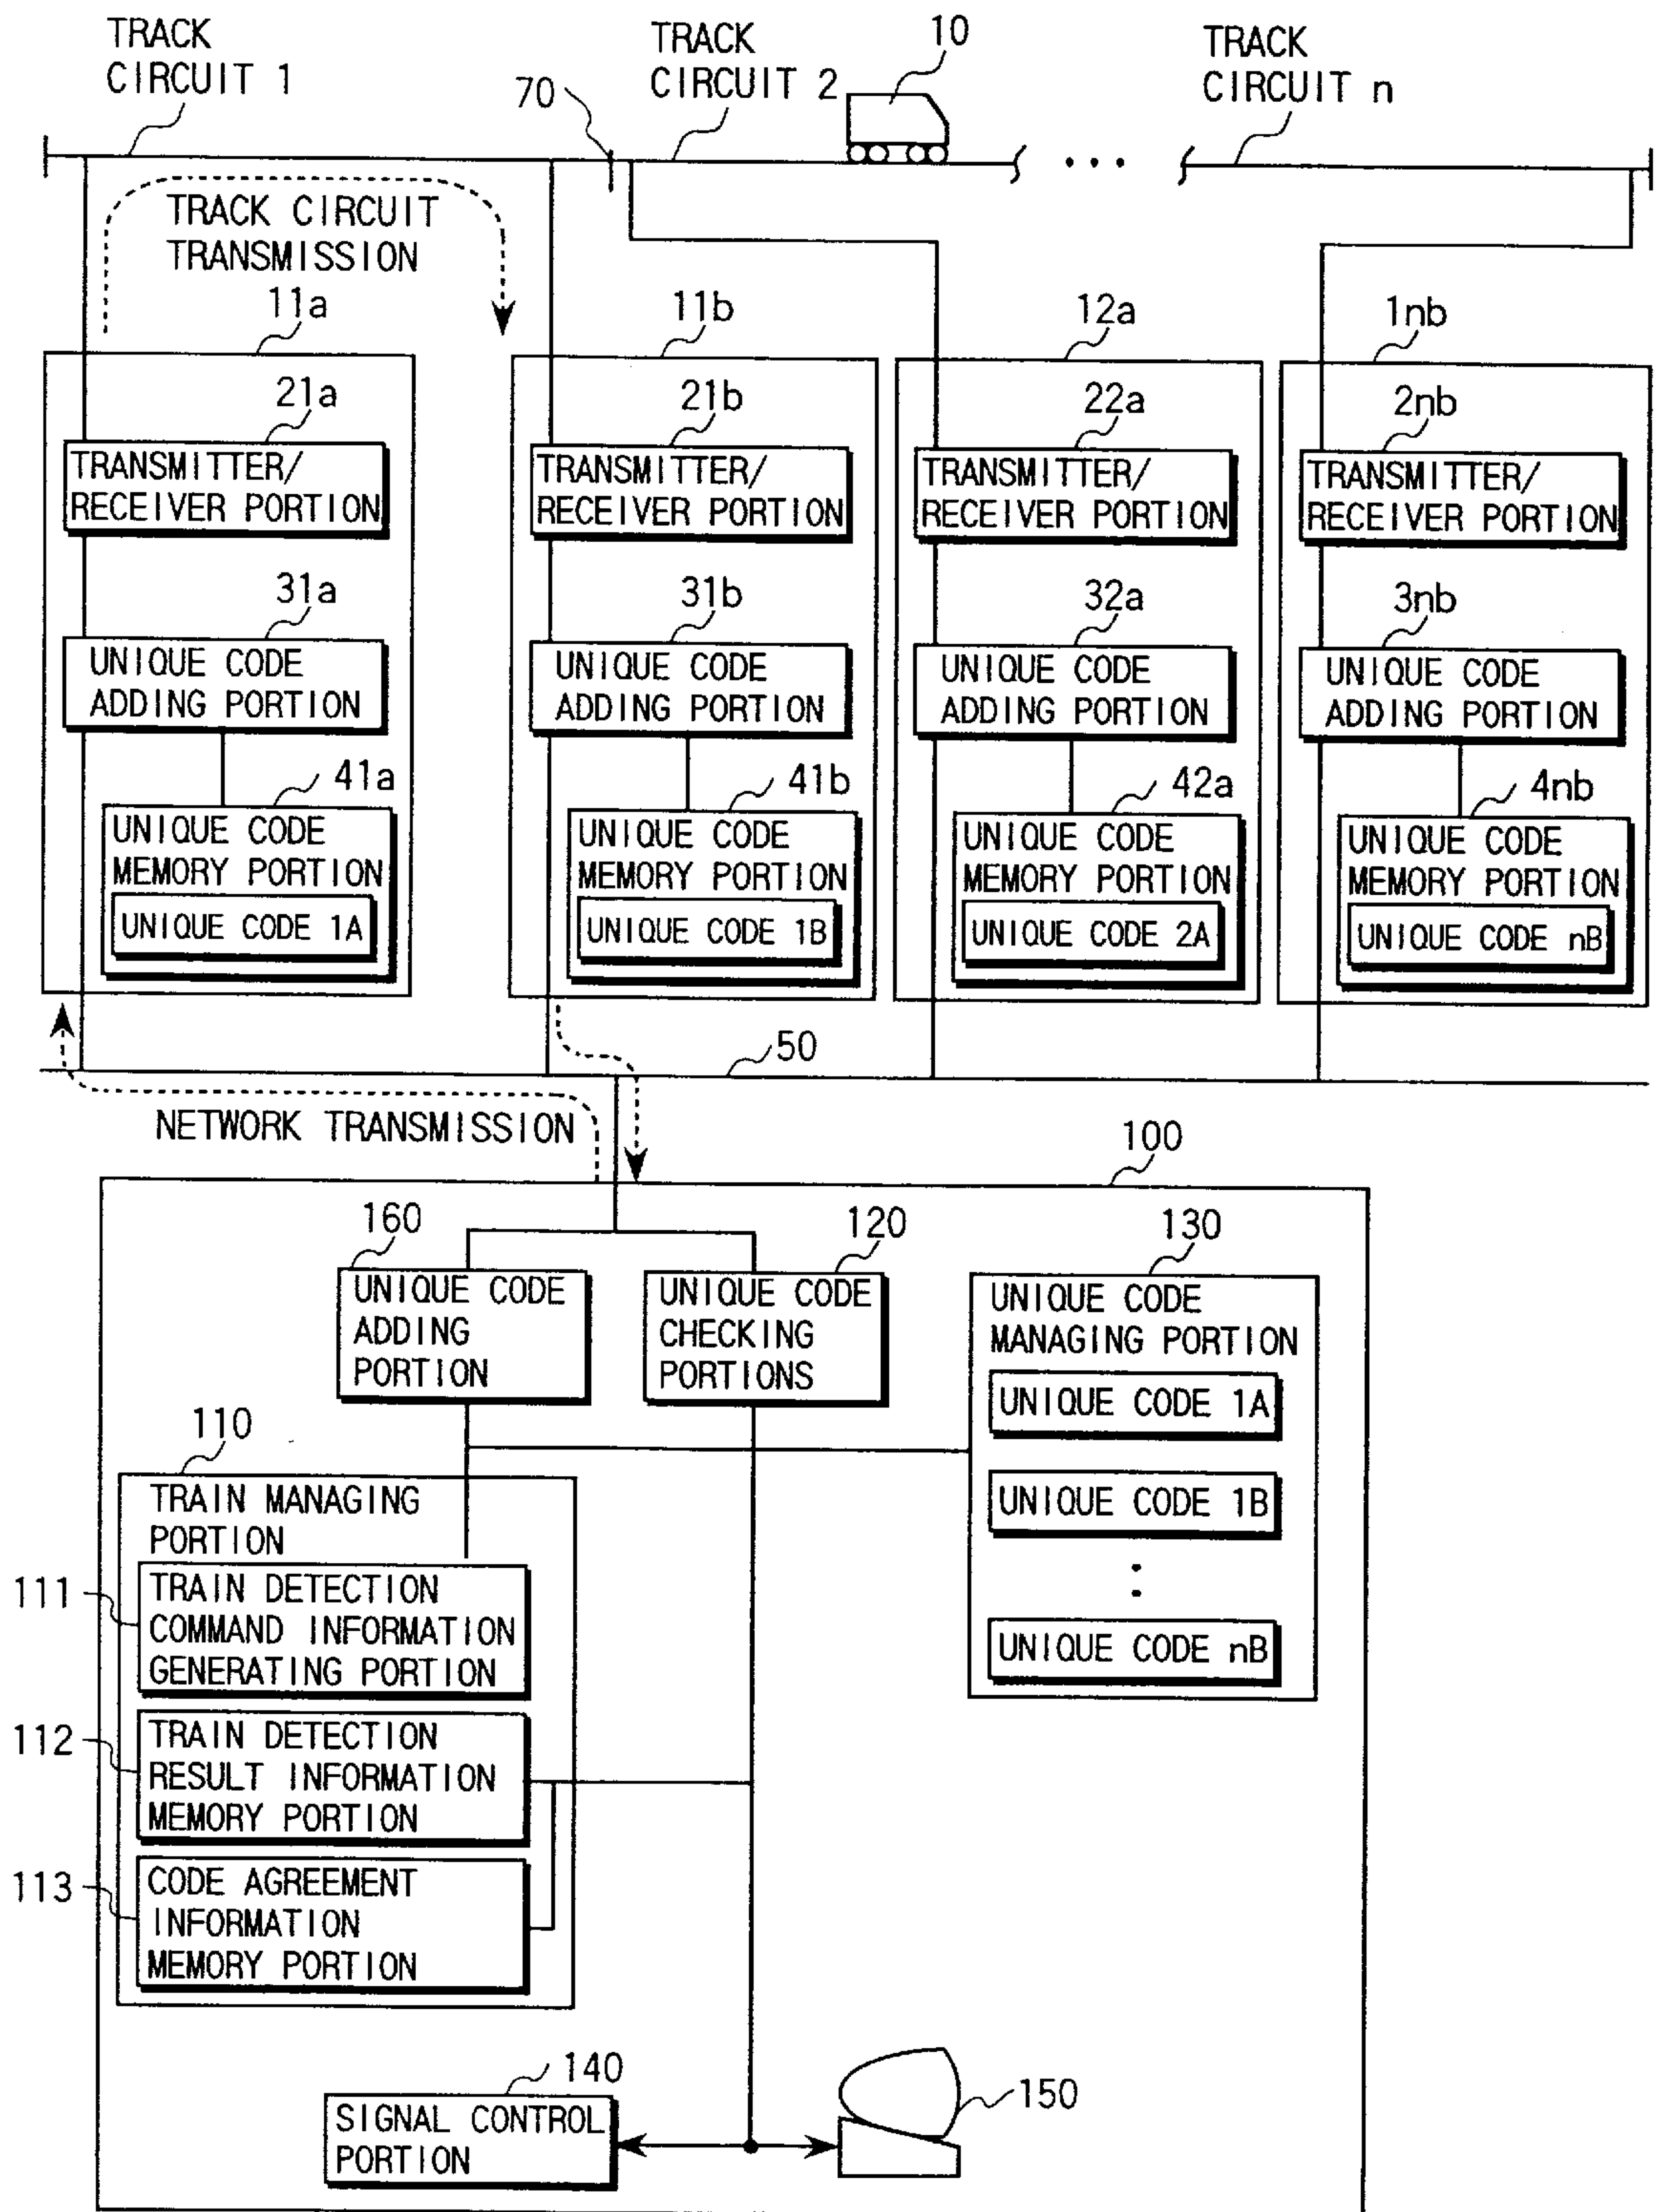 TRACK
CIRCUIT 1
TRACK
CIRCUIT 2
10
TRACK
CIRCUIT n
70
• • •
TRACK CIRCUIT
TRANSMISSION
11a
11b
12a
1nb
21a
TRANSMITTER/
RECEIVER PORTION
31a
UNIQUE CODE
ADDING PORTION
41a
UNIQUE CODE
MEMORY PORTION
UNIQUE CODE 1A
21b
TRANSMITTER/
RECEIVER PORTION
31b
UNIQUE CODE
ADDING PORTION
41b
UNIQUE CODE
MEMORY PORTION
UNIQUE CODE 1B
22a
TRANSMITTER/
RECEIVER PORTION
32a
UNIQUE CODE
ADDING PORTION
42a
UNIQUE CODE
MEMORY PORTION
UNIQUE CODE 2A
2nb
TRANSMITTER/
RECEIVER PORTION
3nb
UNIQUE CODE
ADDING PORTION
4nb
UNIQUE CODE
MEMORY PORTION
UNIQUE CODE nB
50
NETWORK TRANSMISSION
100
160
UNIQUE CODE
ADDING
PORTION
120
UNIQUE CODE
CHECKING
PORTIONS
130
UNIQUE CODE
MANAGING PORTION
UNIQUE CODE 1A
UNIQUE CODE 1B
:
UNIQUE CODE nB
110
TRAIN MANAGING
PORTION
111
TRAIN DETECTION
COMMAND INFORMATION
GENERATING PORTION
112
TRAIN DETECTION
RESULT INFORMATION
MEMORY PORTION
113
CODE AGREEMENT
INFORMATION
MEMORY PORTION
140
SIGNAL CONTROL
PORTION
150